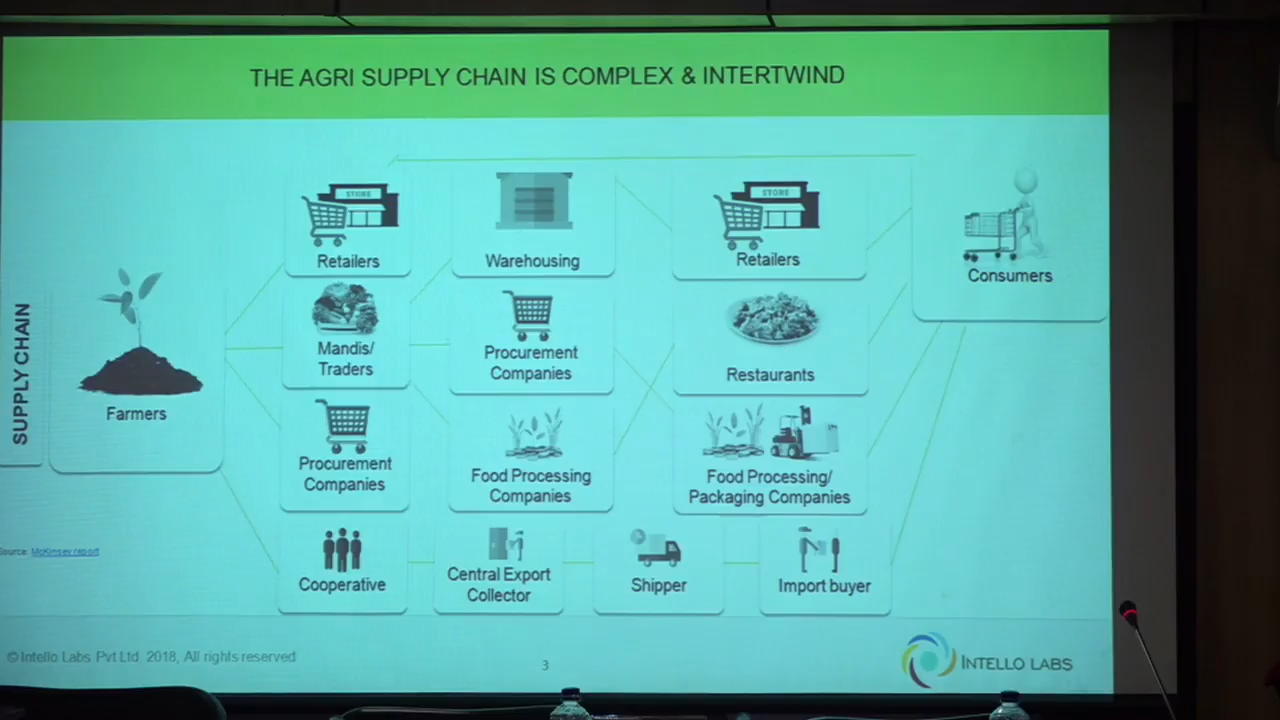 THE AGRI SUPPLY CHAIN IS COMPLEX & INTERTWIND
SUPPLY CHAIN
Farmers
STORE
Retailers
Warehousing
STORE
Retailers
Consumers
Mandis/
Traders
Procurement
Companies
Restaurants
Procurement
Companies
Food Processing
Companies
Food Processing/
Packaging Companies
Cooperative
Central Export
Collector
Shipper
Import buyer
Source: McKinsey report
© Intello Labs Pvt Ltd. 2018, All rights reserved
3
INTELLO LABS